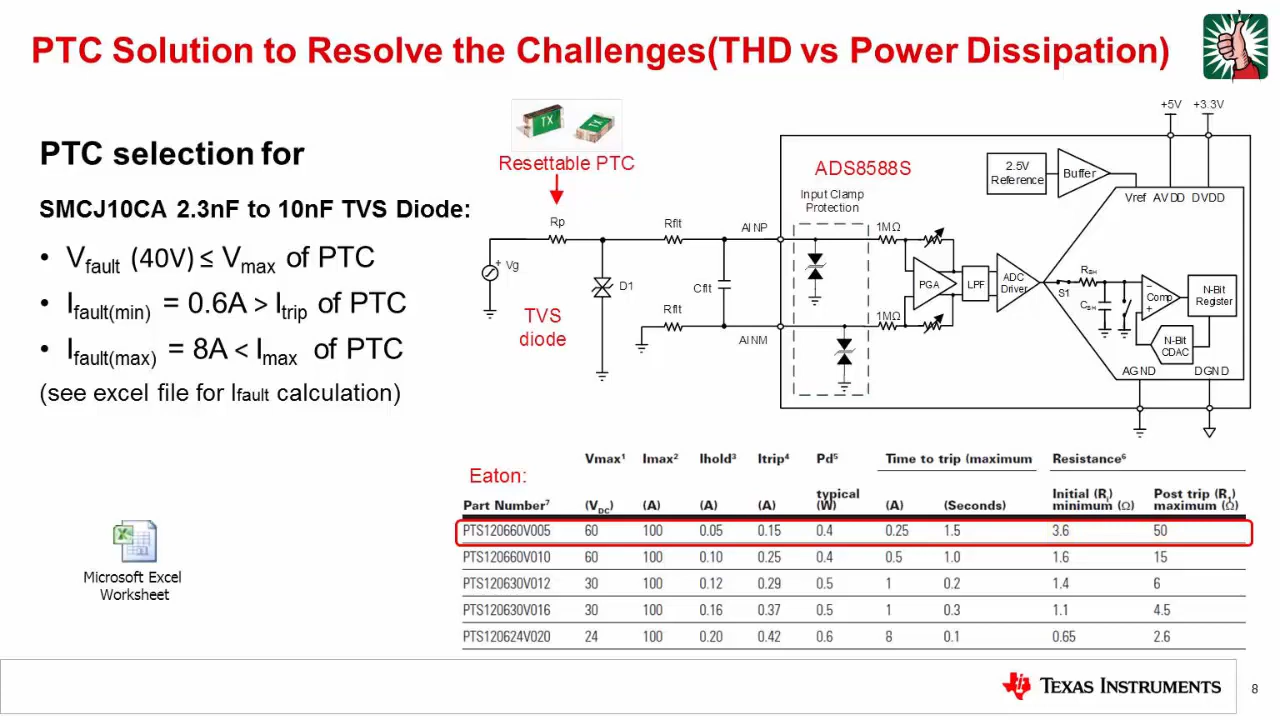 PTC Solution to Resolve the Challenges(THD vs Power Dissipation)
PTC selection for
SMCJ10CA 2.3nF to 10nF TVS Diode:
• Vfault (40V) ≤ Vmax of PTC
• Ifault(min) = 0.6A > Itrip of PTC
• Ifault(max) = 8A < Imax of PTC
(see excel file for Ifault calculation)
Microsoft Excel
Worksheet
TX
TX
Resettable PTC
Rp
+
Vg
D1
TVS
diode
Rflt
Cflt
Rflt
AINP
AINM
ADS8588S
Input Clamp
Protection
1MΩ
1MΩ
PGA
LPF
ADC
Driver
2.5V
Reference
Buffer
+5V +3.3V
Vref AVDD DVDD
S1
RSH
CSH
−
Comp
+
N-Bit
Register
N-Bit
CDAC
AGND DGND
Eaton:
Vmax¹ Imax² Ihold³ Itrip⁴ Pd⁵ Time to trip (maximum Resistance⁶
typical Initial (Ri) Post trip (R1)
Part Number⁷ (VDC) (A) (A) (A) (W) (A) (Seconds) minimum (Ω) maximum (Ω)
PTS120660V005 60 100 0.05 0.15 0.4 0.25 1.5 3.6 50
PTS120660V010 60 100 0.10 0.25 0.4 0.5 1.0 1.6 15
PTS120630V012 30 100 0.12 0.29 0.5 1 0.2 1.4 6
PTS120630V016 30 100 0.16 0.37 0.5 1 0.3 1.1 4.5
PTS120624V020 24 100 0.20 0.42 0.6 8 0.1 0.65 2.6
TEXAS INSTRUMENTS
8